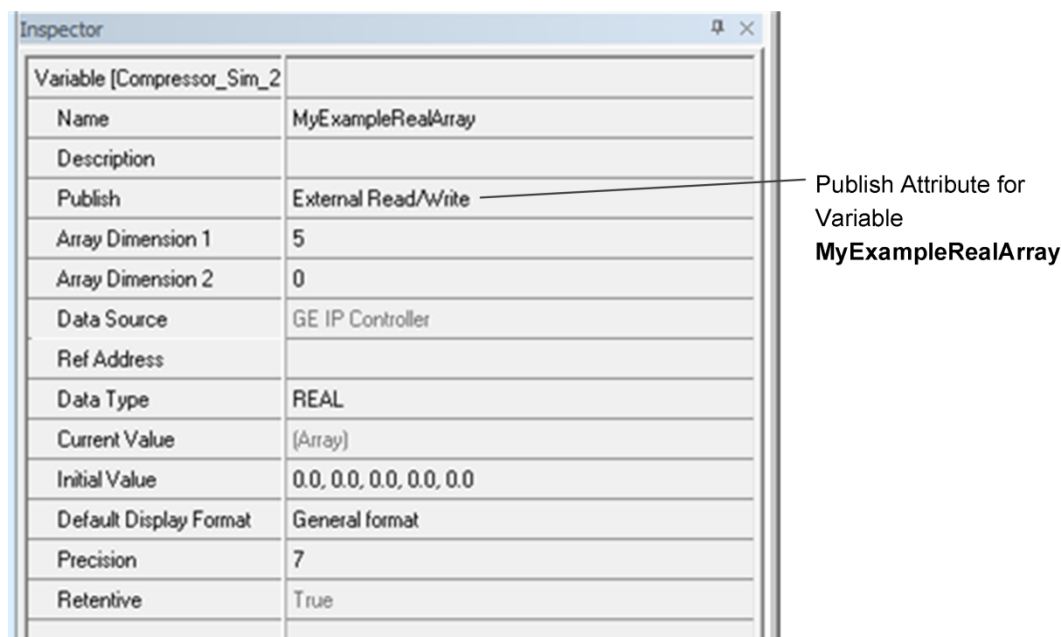 Inspector
Variable [Compressor_Sim_2
Name MyExampleRealArray
Description
Publish External Read/Write
Array Dimension 1 5
Array Dimension 2 0
Data Source GE IP Controller
Ref Address
Data Type REAL
Current Value (Array)
Initial Value 0.0, 0.0, 0.0, 0.0, 0.0
Default Display Format General format
Precision 7
Retentive True
Publish Attribute for
Variable
MyExampleRealArray